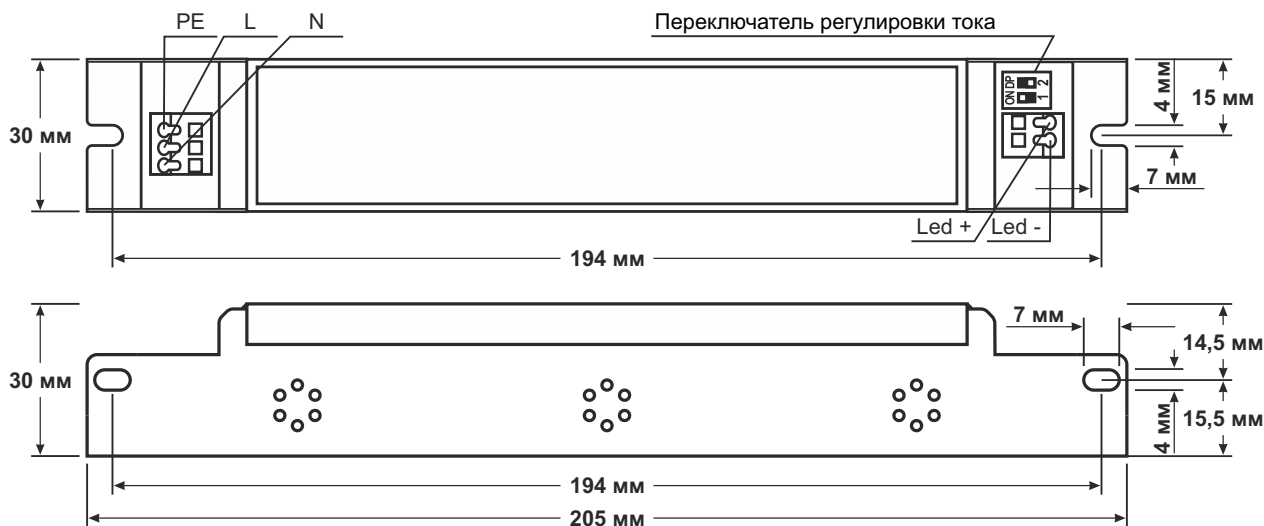 PE L N
Переключатель регулировки тока
ON DP
1 2
30 мм
4 мм
15 мм
7 мм
Led + Led -
194 мм
7 мм
14,5 мм
30 мм
4 мм
15,5 мм
194 мм
205 мм